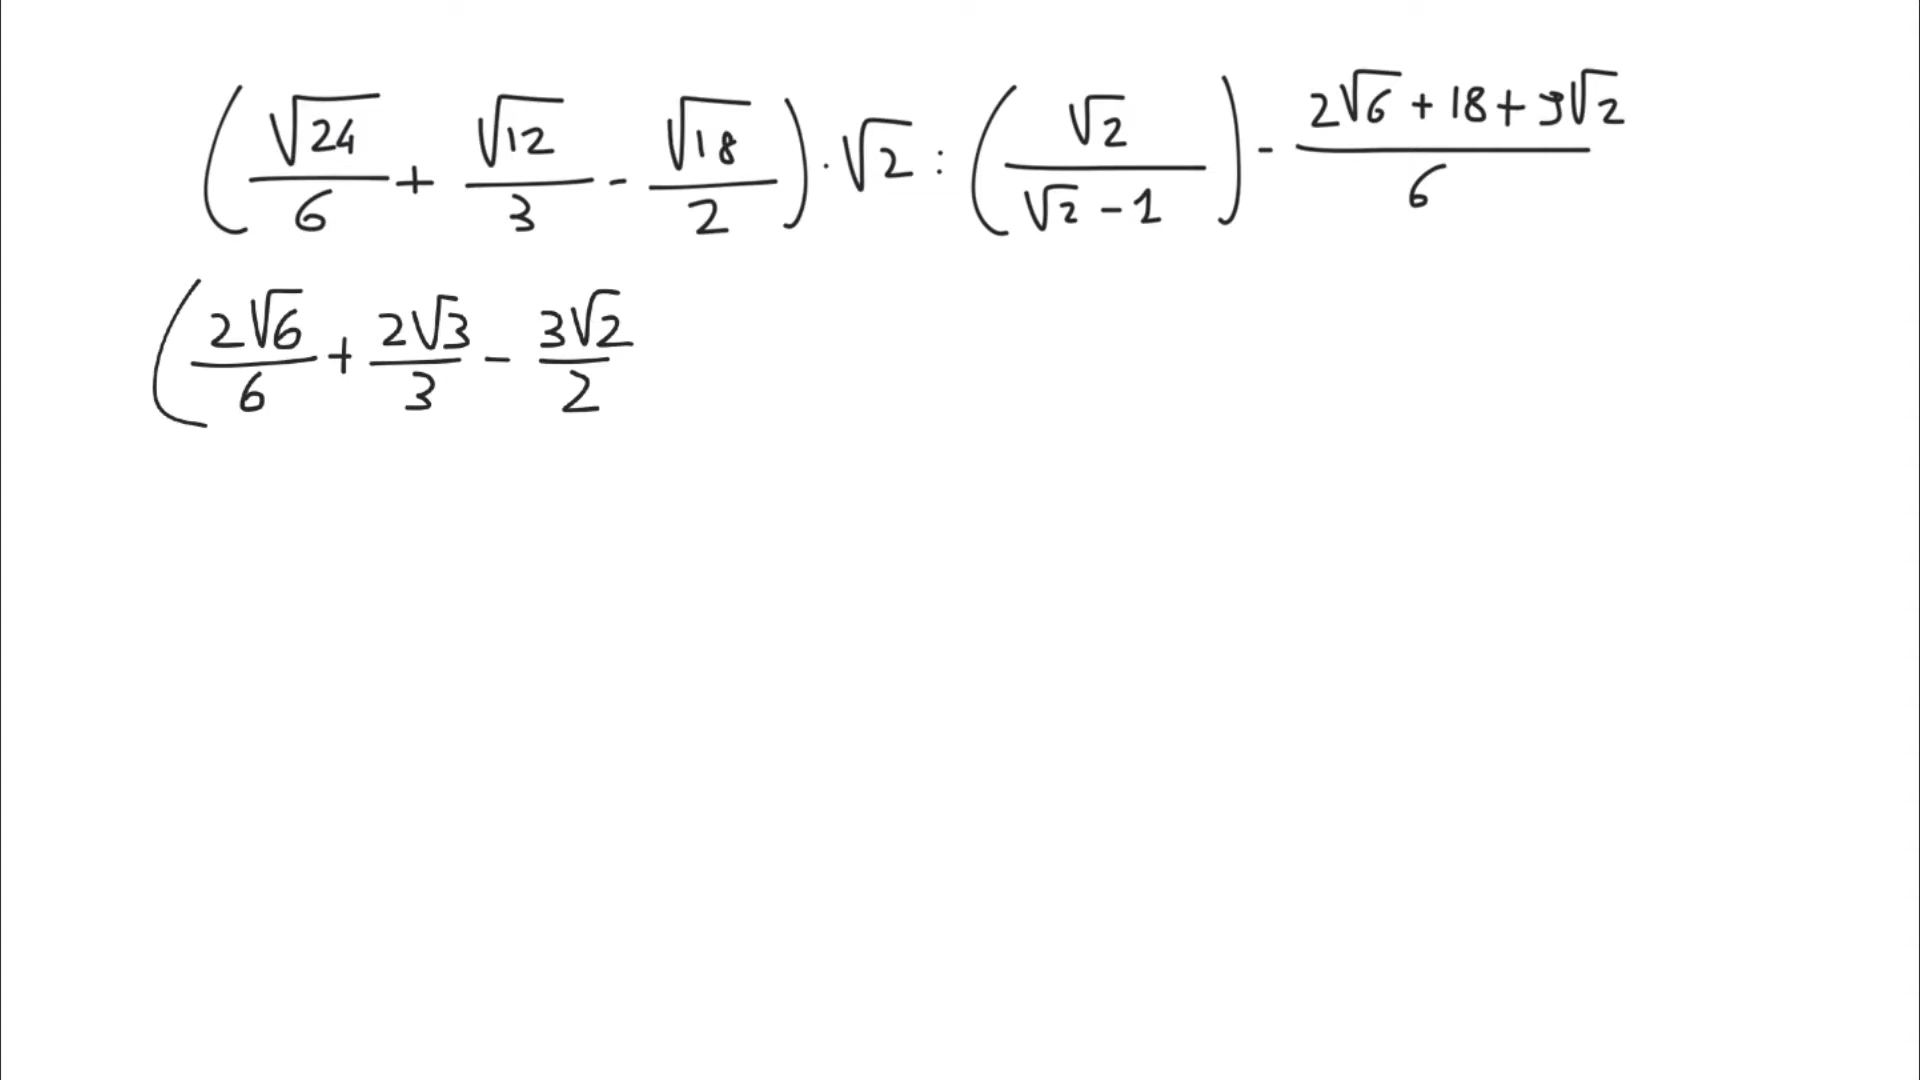 (√24/6 + √12/3 - √18/2) · √2 : (√2/(√2 - 1)) - (2√6 + 18 + 3√2)/6
(2√6/6 + 2√3/3 - 3√2/2